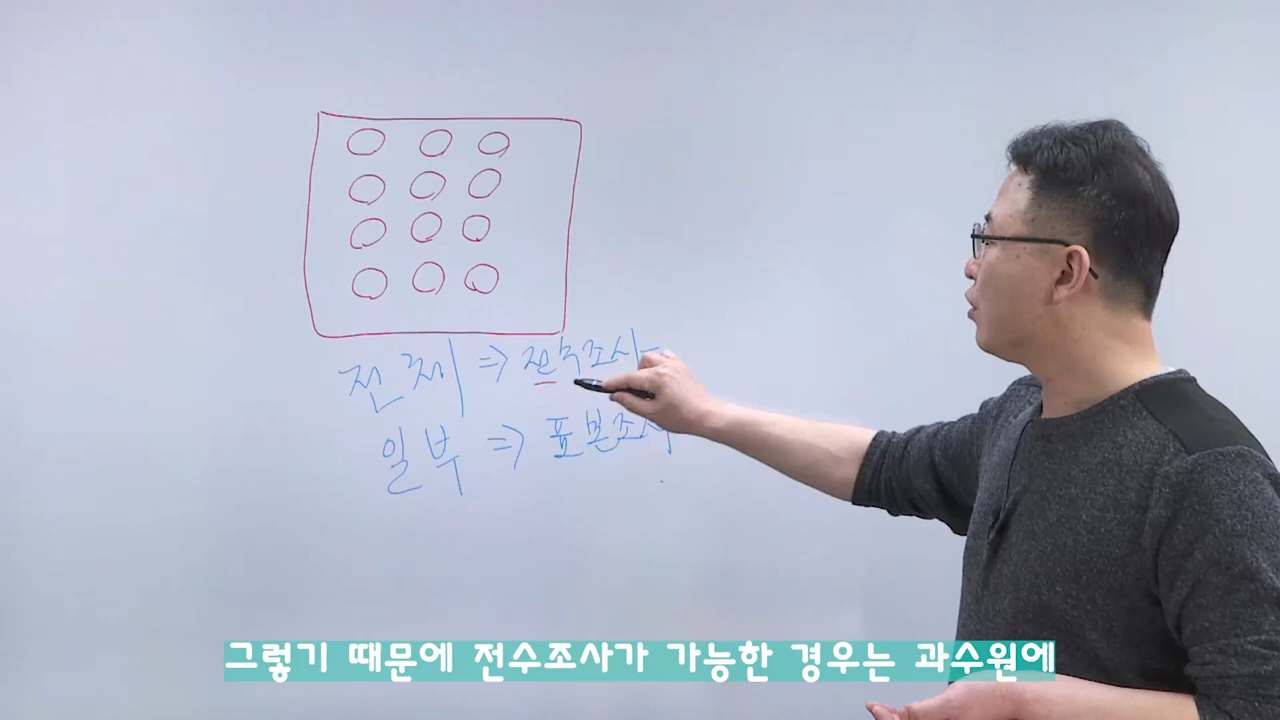 전체 ⇒ 전수조사
일부 ⇒ 표본조사
그렇기 때문에 전수조사가 가능한 경우는 과수원에